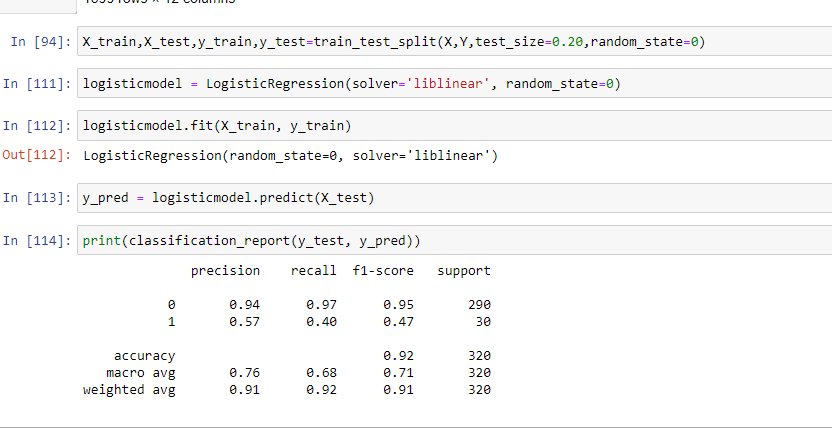 1599 rows × 12 columns
In [94]: X_train,X_test,y_train,y_test=train_test_split(X,Y,test_size=0.20,random_state=0)
In [111]: logisticmodel = LogisticRegression(solver='liblinear', random_state=0)
In [112]: logisticmodel.fit(X_train, y_train)
Out[112]: LogisticRegression(random_state=0, solver='liblinear')
In [113]: y_pred = logisticmodel.predict(X_test)
In [114]: print(classification_report(y_test, y_pred))
precision recall f1-score support
0 0.94 0.97 0.95 290
1 0.57 0.40 0.47 30
accuracy 0.92 320
macro avg 0.76 0.68 0.71 320
weighted avg 0.91 0.92 0.91 320